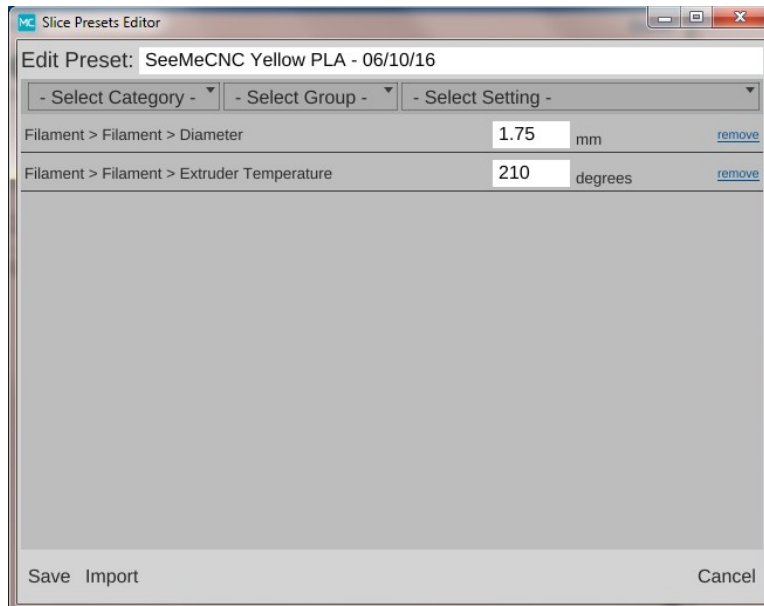 MC Slice Presets Editor
Edit Preset: SeeMeCNC Yellow PLA - 06/10/16
- Select Category - - Select Group - - Select Setting -
Filament > Filament > Diameter 1.75 mm remove
Filament > Filament > Extruder Temperature 210 degrees remove
Save Import Cancel